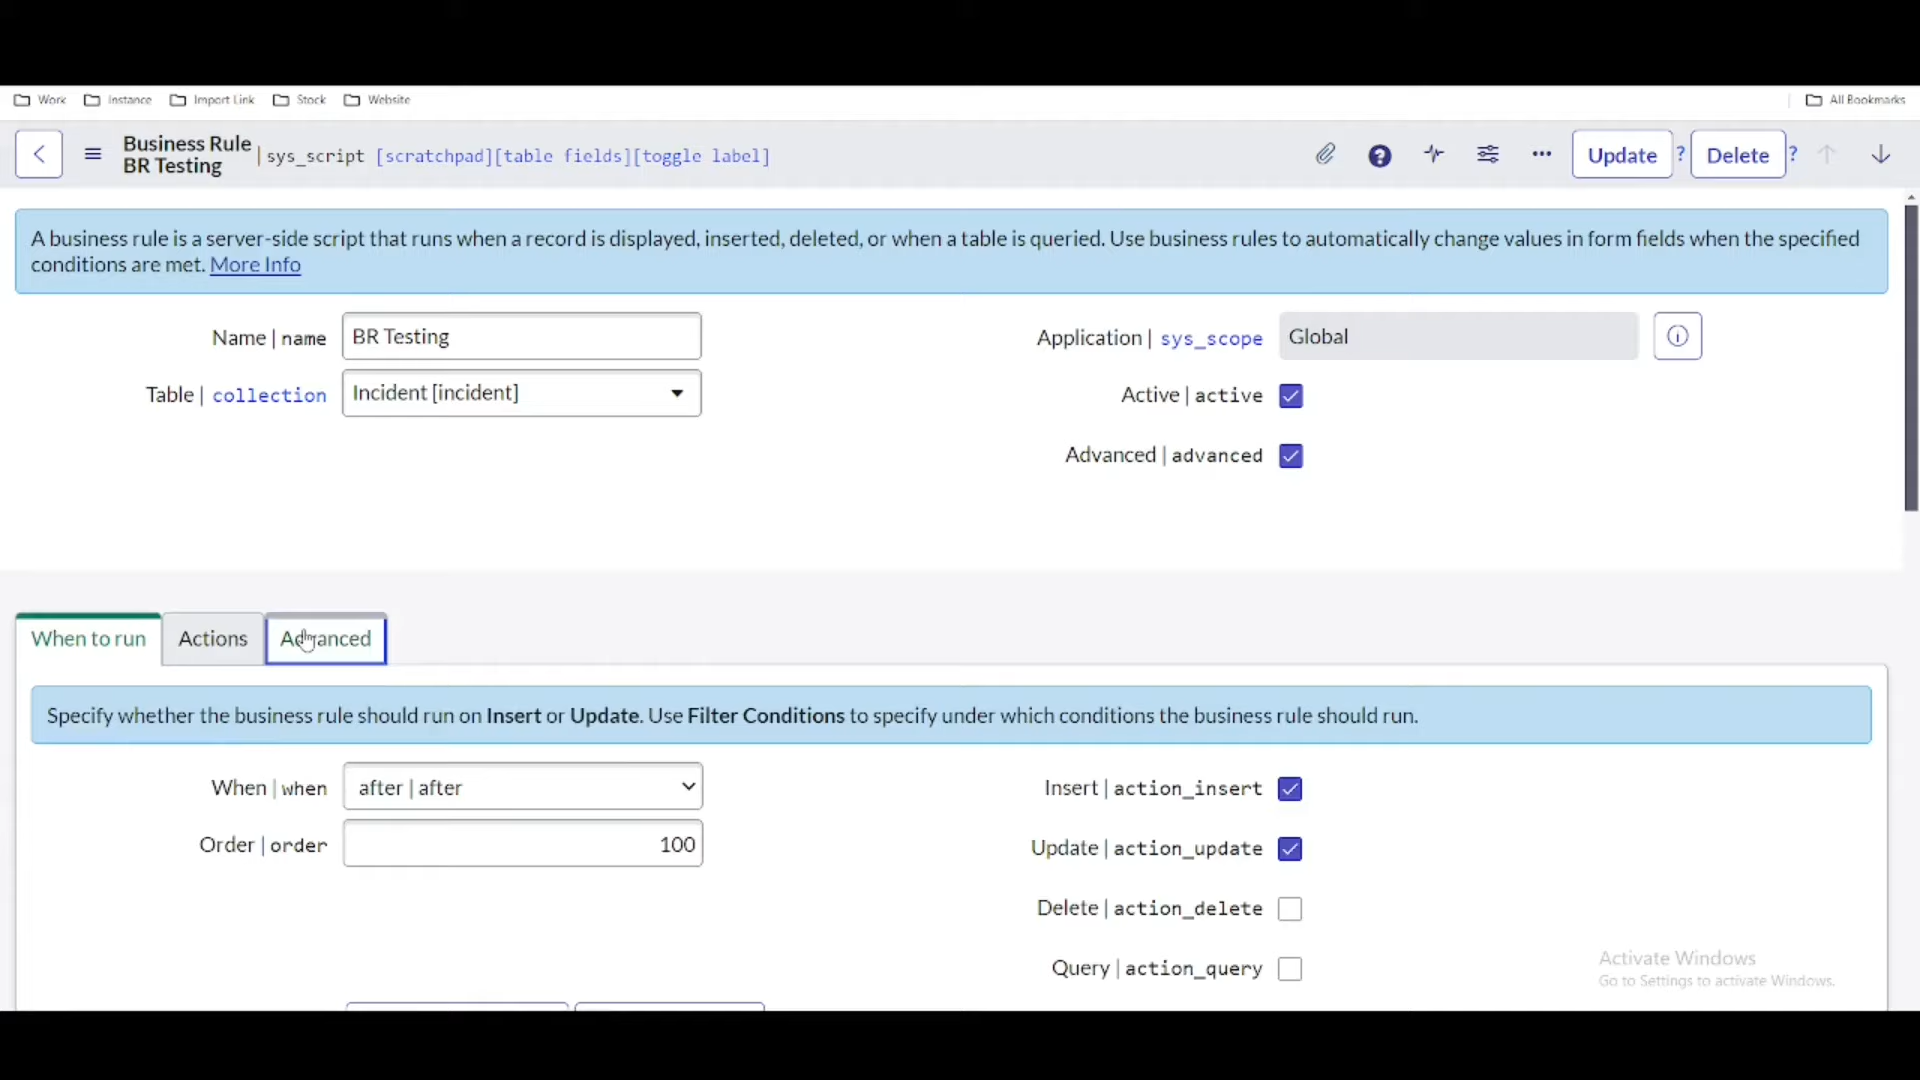 Work Instance Import Link Stock Website All Bookmarks
Business Rule
BR Testing | sys_script [scratchpad][table fields][toggle label] ? ••• Update ? Delete ?
A business rule is a server-side script that runs when a record is displayed, inserted, deleted, or when a table is queried. Use business rules to automatically change values in form fields when the specified
conditions are met. More Info
Name | name BR Testing Application | sys_scope Global
Table | collection Incident [incident] Active | active
Advanced | advanced
When to run Actions Advanced
Specify whether the business rule should run on Insert or Update. Use Filter Conditions to specify under which conditions the business rule should run.
When | when after | after Insert | action_insert
Order | order 100 Update | action_update
Delete | action_delete
Query | action_query
Activate Windows
Go to Settings to activate Windows.